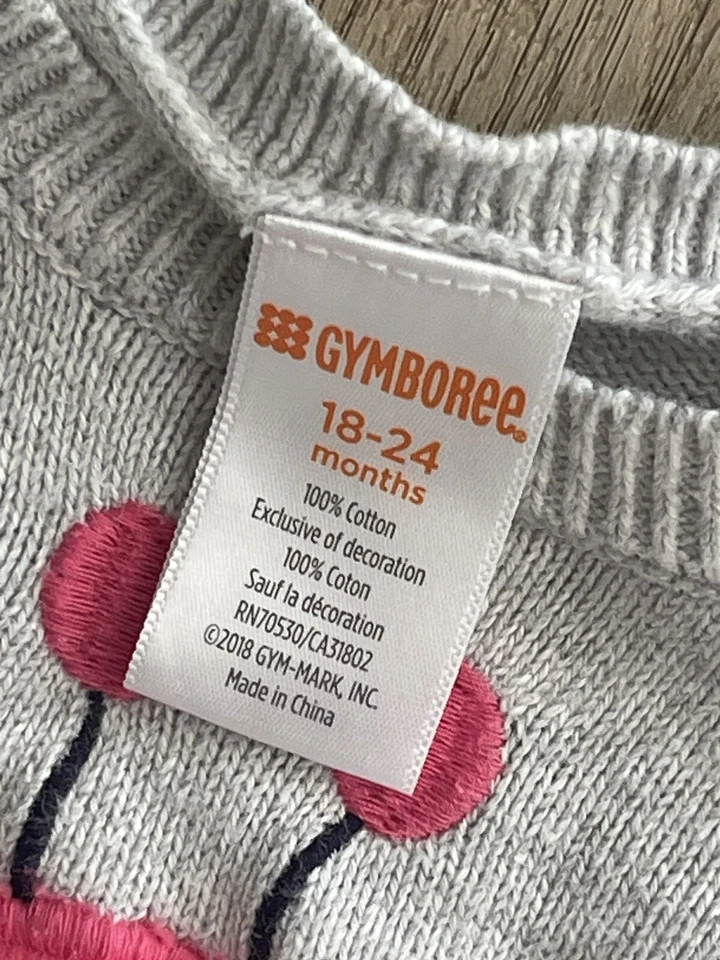 GYMBOREE®
18-24
months
100% Cotton
Exclusive of decoration
100% Coton
Sauf la décoration
RN70530/CA31802
©2018 GYM-MARK, INC.
Made in China